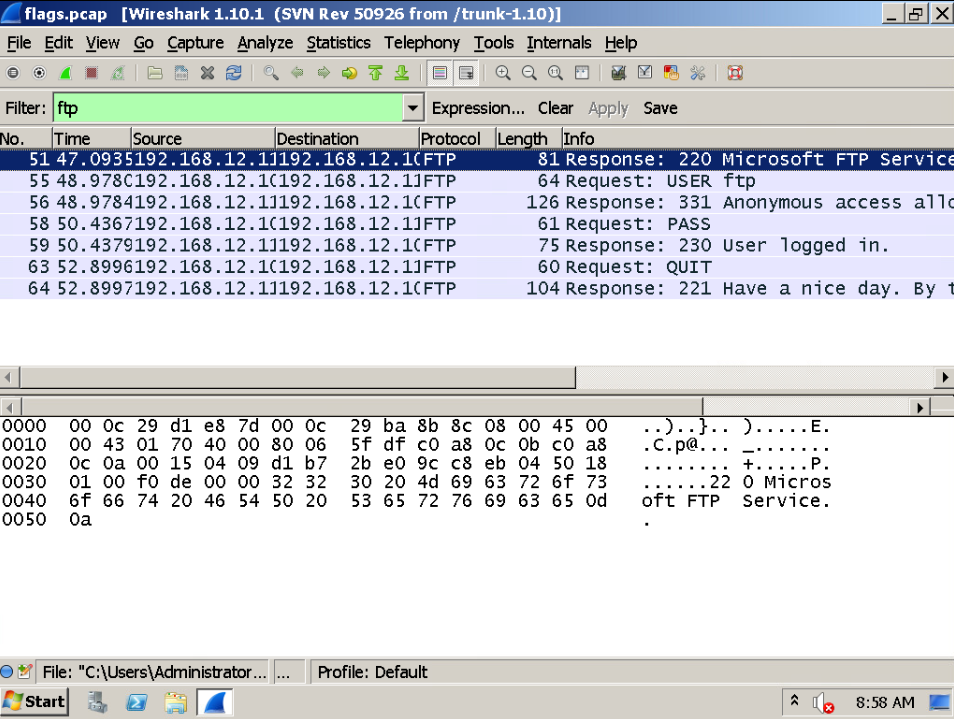 flags.pcap [Wireshark 1.10.1 (SVN Rev 50926 from /trunk-1.10)]
File Edit View Go Capture Analyze Statistics Telephony Tools Internals Help
Filter: ftp Expression... Clear Apply Save
No. Time Source Destination Protocol Length Info
51 47.0935 192.168.12.11 192.168.12.1( FTP 81 Response: 220 Microsoft FTP Service
55 48.978( 192.168.12.1( 192.168.12.11 FTP 64 Request: USER ftp
56 48.9784 192.168.12.11 192.168.12.1( FTP 126 Response: 331 Anonymous access allo
58 50.4367 192.168.12.1( 192.168.12.11 FTP 61 Request: PASS
59 50.4379 192.168.12.11 192.168.12.1( FTP 75 Response: 230 User logged in.
63 52.8996 192.168.12.1( 192.168.12.11 FTP 60 Request: QUIT
64 52.8997 192.168.12.11 192.168.12.1( FTP 104 Response: 221 Have a nice day. By t
0000 00 0c 29 d1 e8 7d 00 0c 29 ba 8b 8c 08 00 45 00 ..)..}.. ).....E.
0010 00 43 01 70 40 00 80 06 5f df c0 a8 0c 0b c0 a8 .C.p@... _.......
0020 0c 0a 00 15 04 09 d1 b7 2b e0 9c c8 eb 04 50 18 ........ +.....P.
0030 01 00 f0 de 00 00 32 32 30 20 4d 69 63 72 6f 73 ......22 0 Micros
0040 6f 66 74 20 46 54 50 20 53 65 72 76 69 63 65 0d oft FTP Service.
0050 0a .
File: "C:\Users\Administrator... ... Profile: Default
Start 8:58 AM